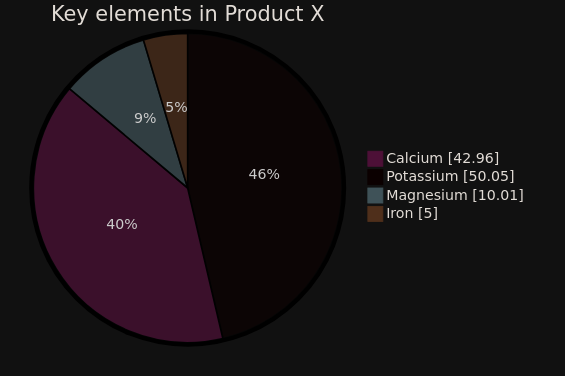 Key elements in Product X
5%
9%
46%
40%
Calcium [42.96]
Potassium [50.05]
Magnesium [10.01]
Iron [5]